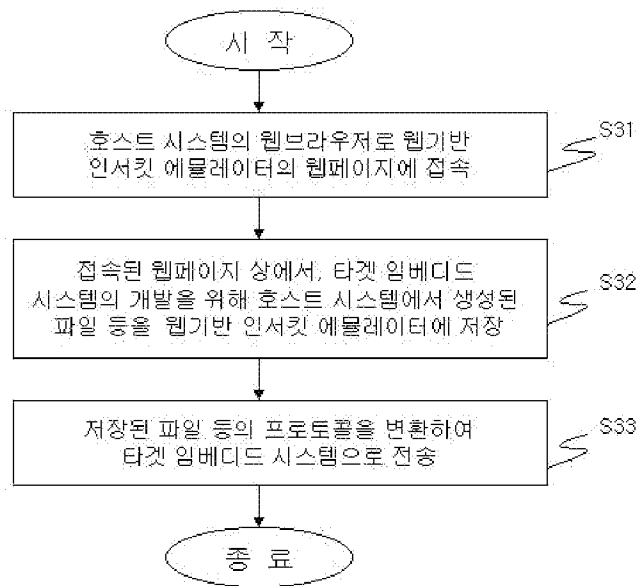 시 작
호스트 시스템의 웹브라우저로 웹기반
인서킷 에뮬레이터의 웹페이지에 접속
S31
접속된 웹페이지 상에서, 타겟 임베디드
시스템의 개발을 위해 호스트 시스템에서 생성된
파일 등을 웹기반 인서킷 에뮬레이터에 저장
S32
저장된 파일 등의 프로토콜을 변환하여
타겟 임베디드 시스템으로 전송
S33
종 료